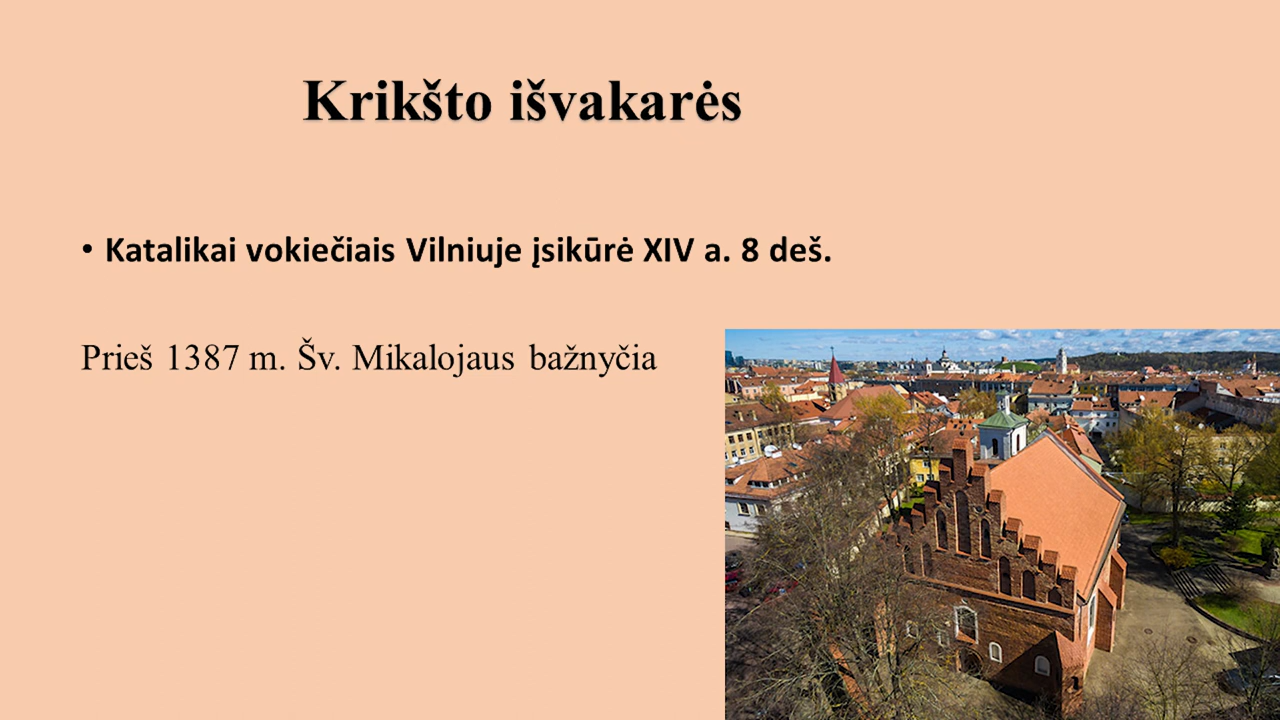 Krikšto išvakarės
• Katalikai vokiečiais Vilniuje įsikūrė XIV a. 8 deš.
Prieš 1387 m. Šv. Mikalojaus bažnyčia